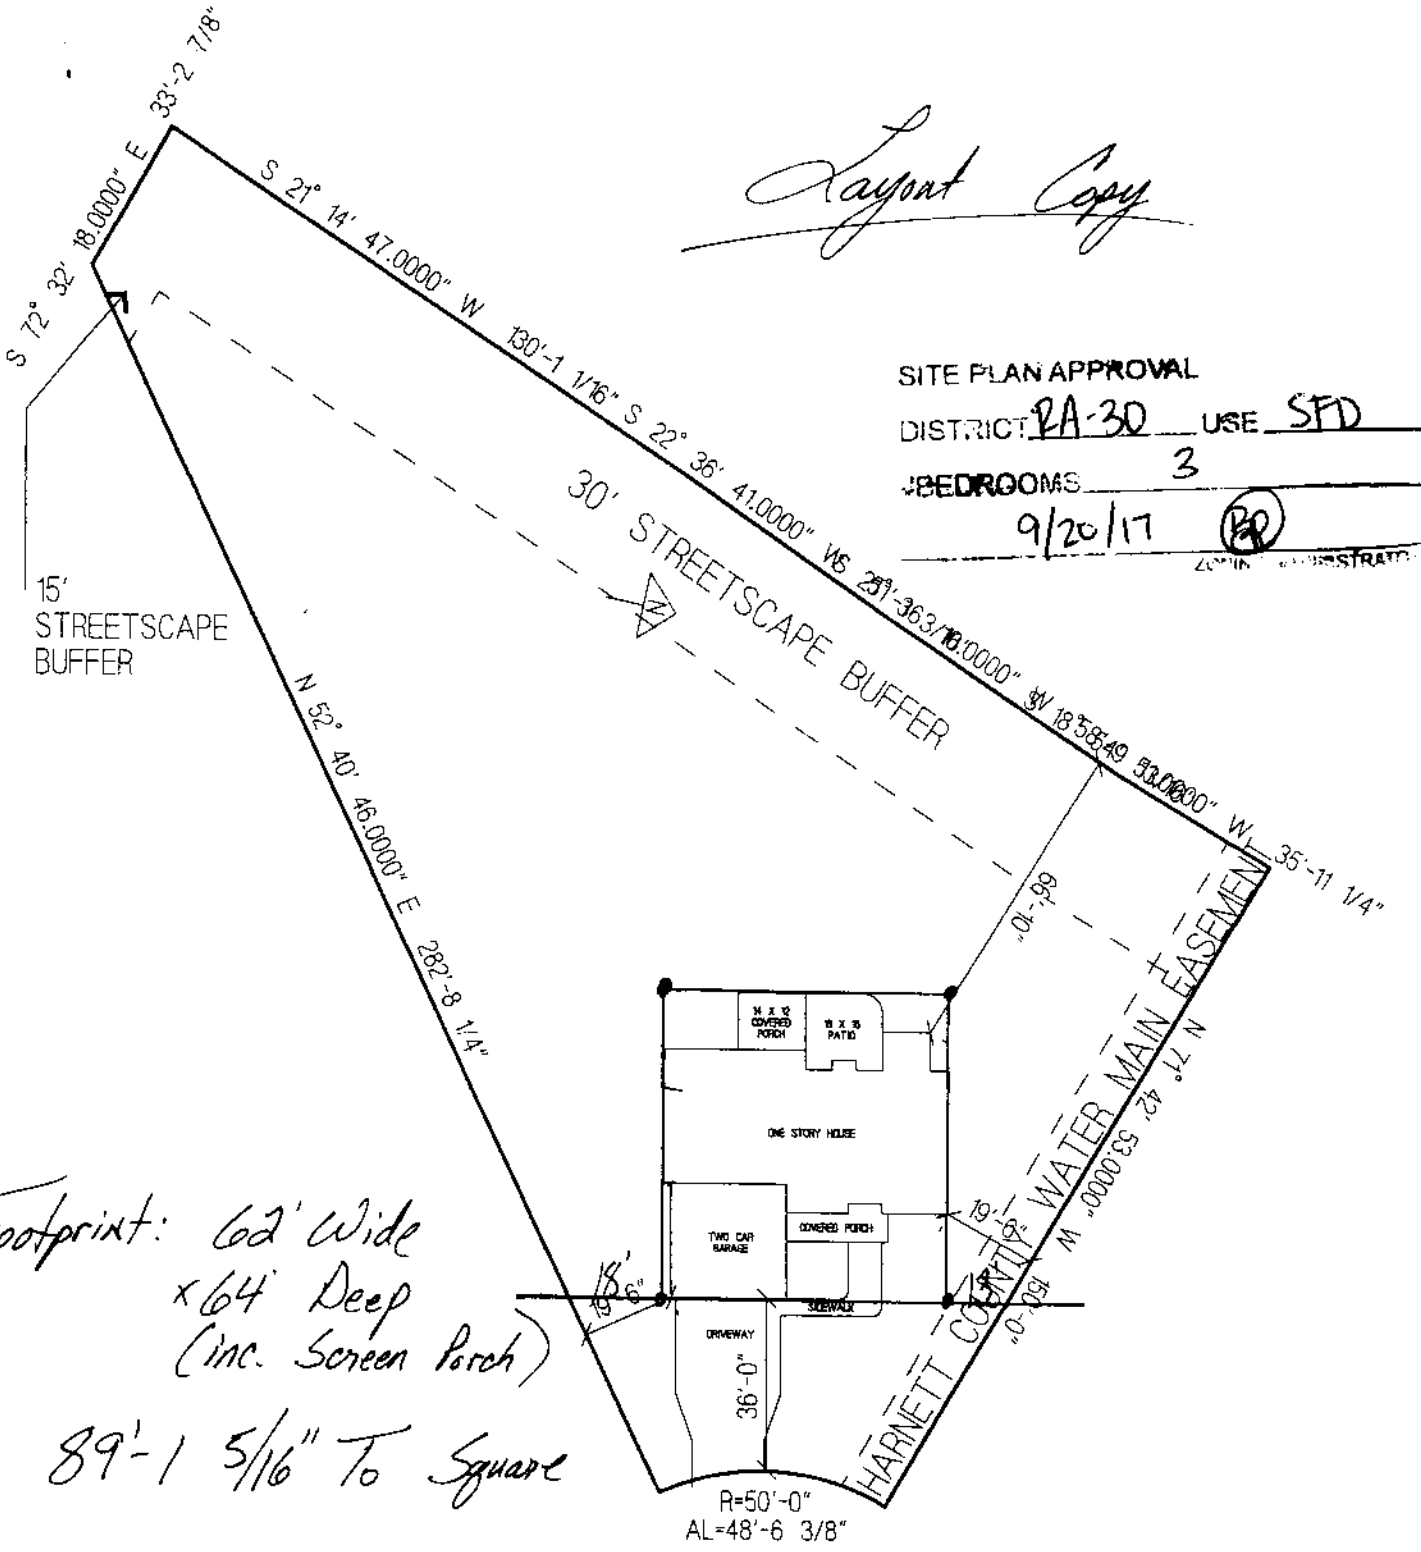 33'-2 7/8"
S 72° 32' 18.0000" E
S 21° 14' 47.0000" W 130'-1 1/16" S 22° 36' 41.0000" W
53.0000" W
35'-11 1/4"
Layout Copy
SITE PLAN APPROVAL
DISTRICT RA-30 USE SFD
#BEDROOMS 3
9/20/17 BP
30' STREETSCAPE BUFFER
N
15'
STREETSCAPE
BUFFER
N 52° 40' 46.0000" E 282'-8 1/4"
66'-10"
HARNETT COUNTY WATER MAIN EASEMENT
N 71° 42' 53.0000" W 150'-0"
14 X 12
COVERED
PORCH
PATIO
ONE STORY HOUSE
TWO CAR
GARAGE
COVERED PORCH
SIDEWALK
DRIVEWAY
19'-6"
18'
19'-6"
36'-0"
Footprint: 62' Wide
x 64' Deep
(inc. Screen Porch)
89'-1 5/16" To Square
R=50'-0"
AL=48'-6 3/8"